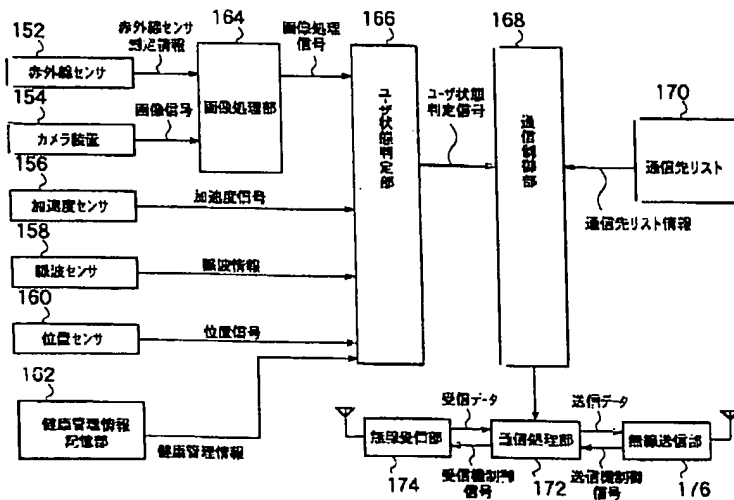 152
赤外線センサ
赤外線センサ
判定情報
164
画像処理部
画像処理
信号
166
ユーザ状態判定部
168
通信制御部
154
カメラ装置
画像信号
ユーザ状態
判定信号
170
通信先リスト
通信先リスト情報
156
加速度センサ
加速度信号
158
脈波センサ
脈波情報
160
位置センサ
位置信号
162
健康管理情報
記憶部
健康管理情報
受信データ
送信データ
無線受信部
通信処理部
無線送信部
174
受信機制御
信号
172
送信機制御
信号
176